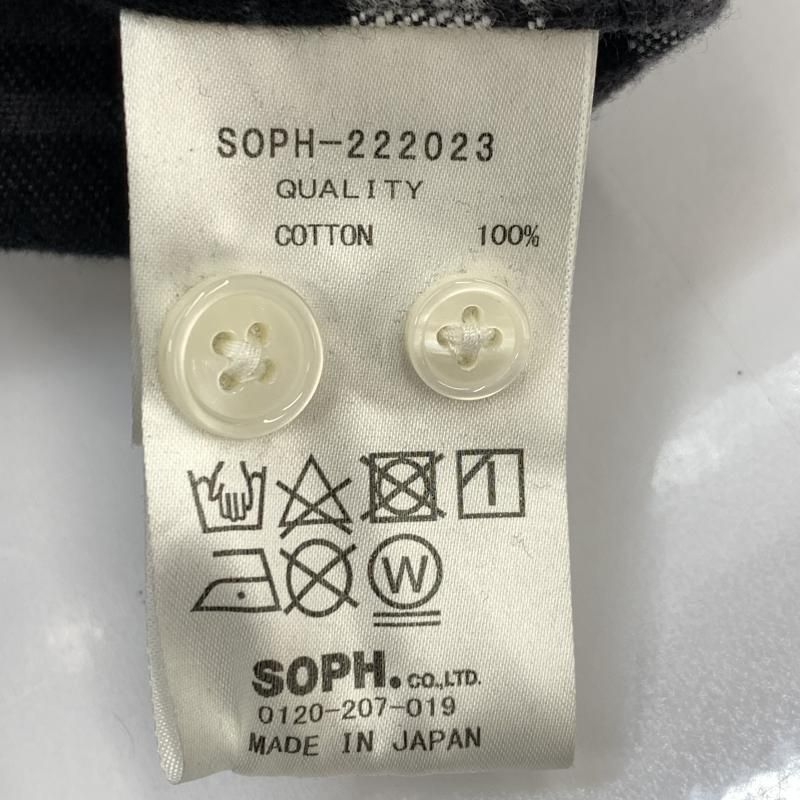 SOPH-222023
QUALITY
COTTON 100%
W
SOPH. CO.,LTD.
0120-207-019
MADE IN JAPAN